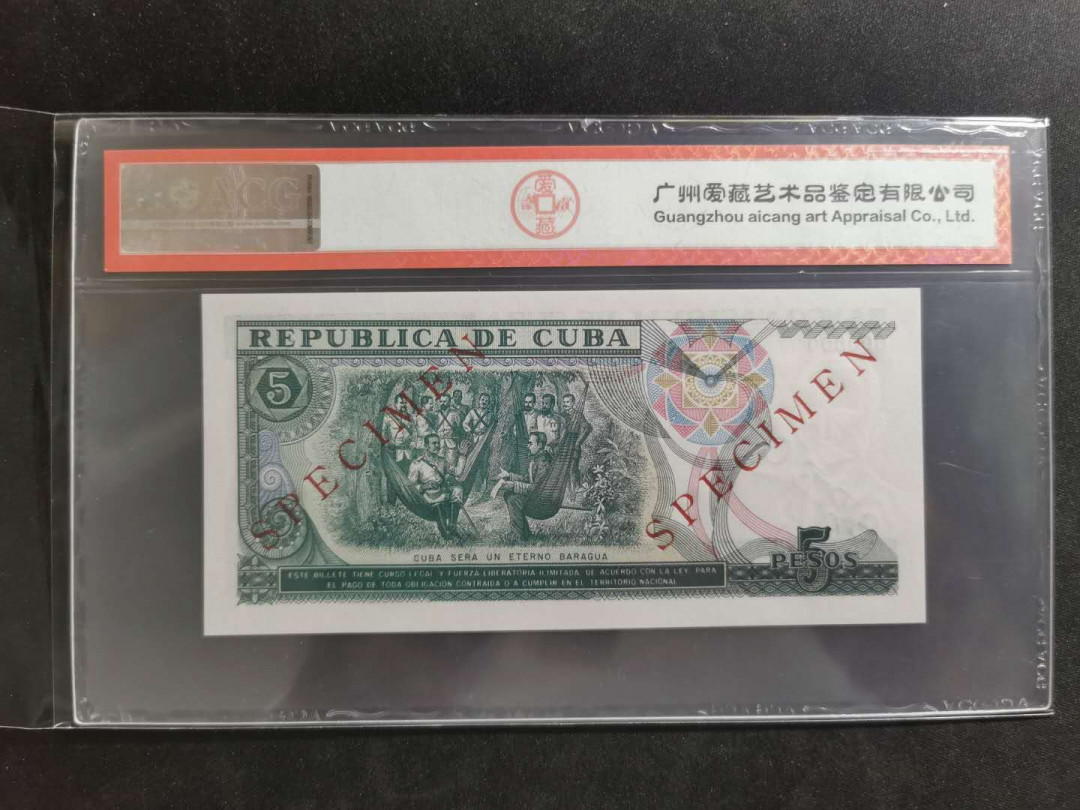 ACG
爱藏
广州爱藏艺术品鉴定有限公司
Guangzhou aicang art Appraisal Co., Ltd.
REPUBLICA DE CUBA
5
SPECIMEN
SPECIMEN
CUBA SERA UN ETERNO BARAGUA
5
PESOS
ESTE BILLETE TIENE CURSO LEGAL Y FUERZA LIBERATORIA ILIMITADA, DE ACUERDO CON LA LEY, PARA
EL PAGO DE TODA OBLIGACION CONTRAIDA O A CUMPLIR EN EL TERRITORIO NACIONAL